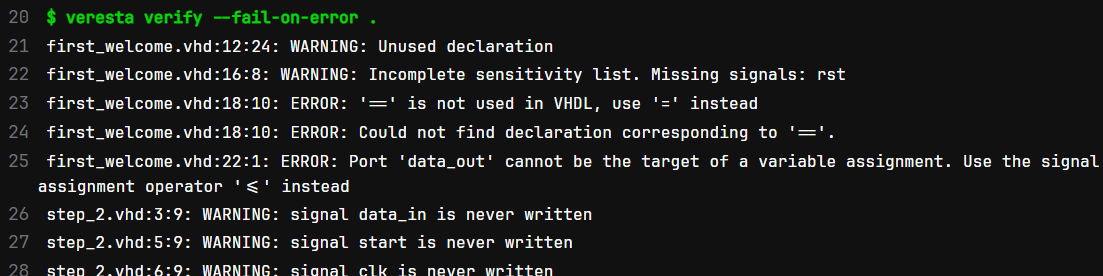 20 $ veresta verify --fail-on-error .
21 first_welcome.vhd:12:24: WARNING: Unused declaration
22 first_welcome.vhd:16:8: WARNING: Incomplete sensitivity list. Missing signals: rst
23 first_welcome.vhd:18:10: ERROR: '==' is not used in VHDL, use '=' instead
24 first_welcome.vhd:18:10: ERROR: Could not find declaration corresponding to '=='.
25 first_welcome.vhd:22:1: ERROR: Port 'data_out' cannot be the target of a variable assignment. Use the signal
assignment operator '<=' instead
26 step_2.vhd:3:9: WARNING: signal data_in is never written
27 step_2.vhd:5:9: WARNING: signal start is never written
28 step_2.vhd:6:9: WARNING: signal clk is never written